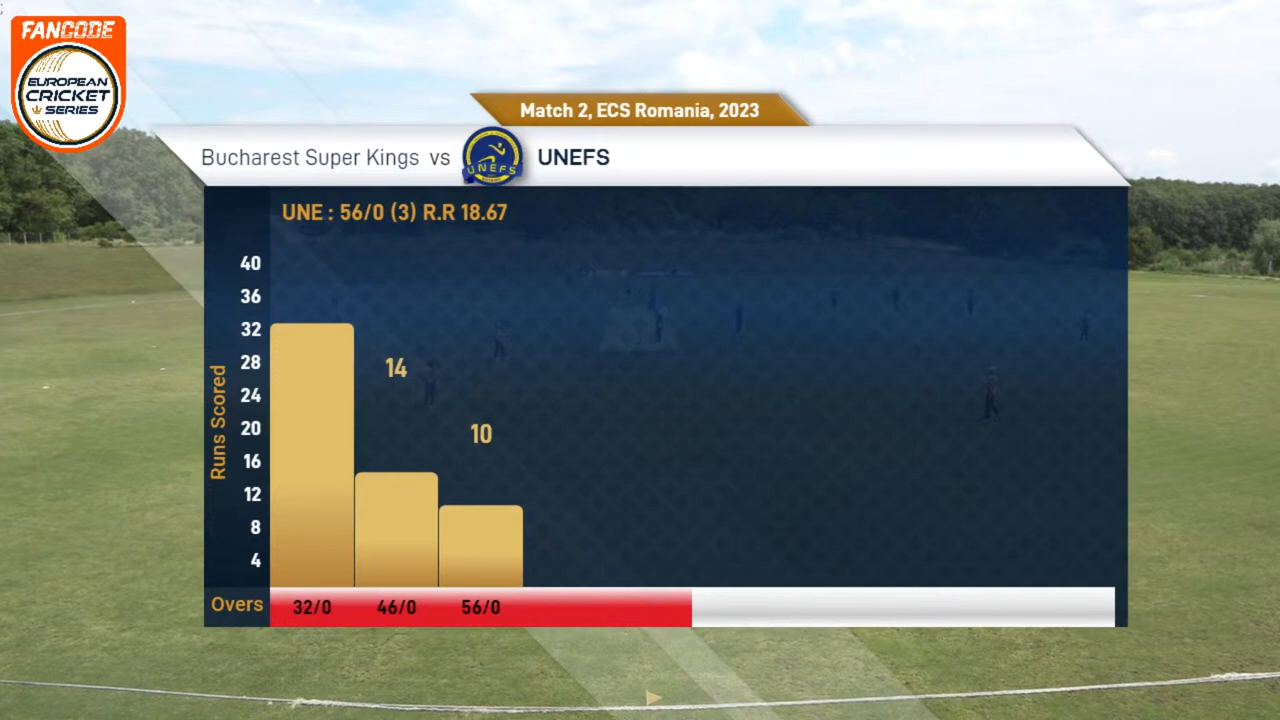 FANCODE
EUROPEAN
CRICKET
SERIES
Match 2, ECS Romania, 2023
Bucharest Super Kings vs UNEFS UNEFS
UNE : 56/0 (3) R.R 18.67
Runs Scored
40
36
32
28
24
20
16
12
8
4
14
10
Overs 32/0 46/0 56/0